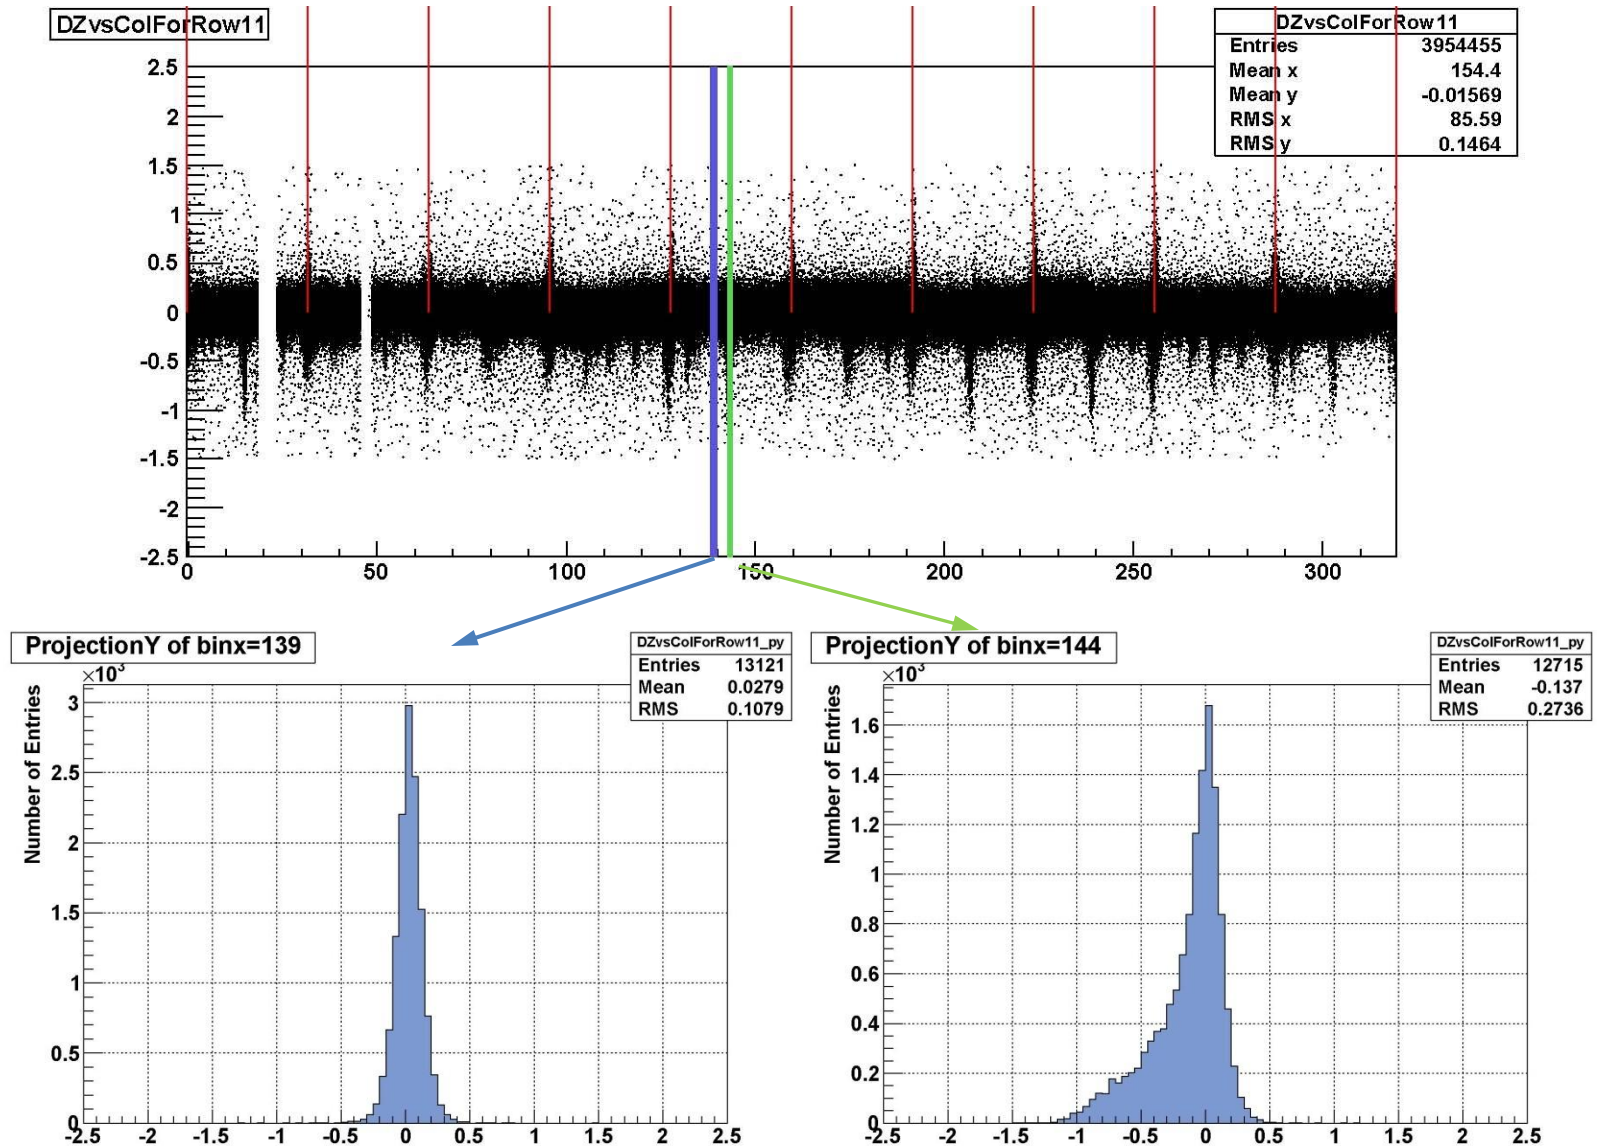 DZvsColForRow11
DZvsColForRow11
Entries 3954455
Mean x 154.4
Mean y -0.01569
RMS x 85.59
RMS y 0.1464
2.5
2
1.5
1
0.5
0
-0.5
-1
-1.5
-2
-2.5
0 50 100 150 200 250 300
ProjectionY of binx=139
DZvsColForRow11_py
Entries 13121
Mean 0.0279
RMS 0.1079
×10³
Number of Entries
3
2.5
2
1.5
1
0.5
0
-2.5 -2 -1.5 -1 -0.5 0 0.5 1 1.5 2 2.5
ProjectionY of binx=144
DZvsColForRow11_py
Entries 12715
Mean -0.137
RMS 0.2736
×10³
Number of Entries
1.6
1.4
1.2
1
0.8
0.6
0.4
0.2
0
-2.5 -2 -1.5 -1 -0.5 0 0.5 1 1.5 2 2.5